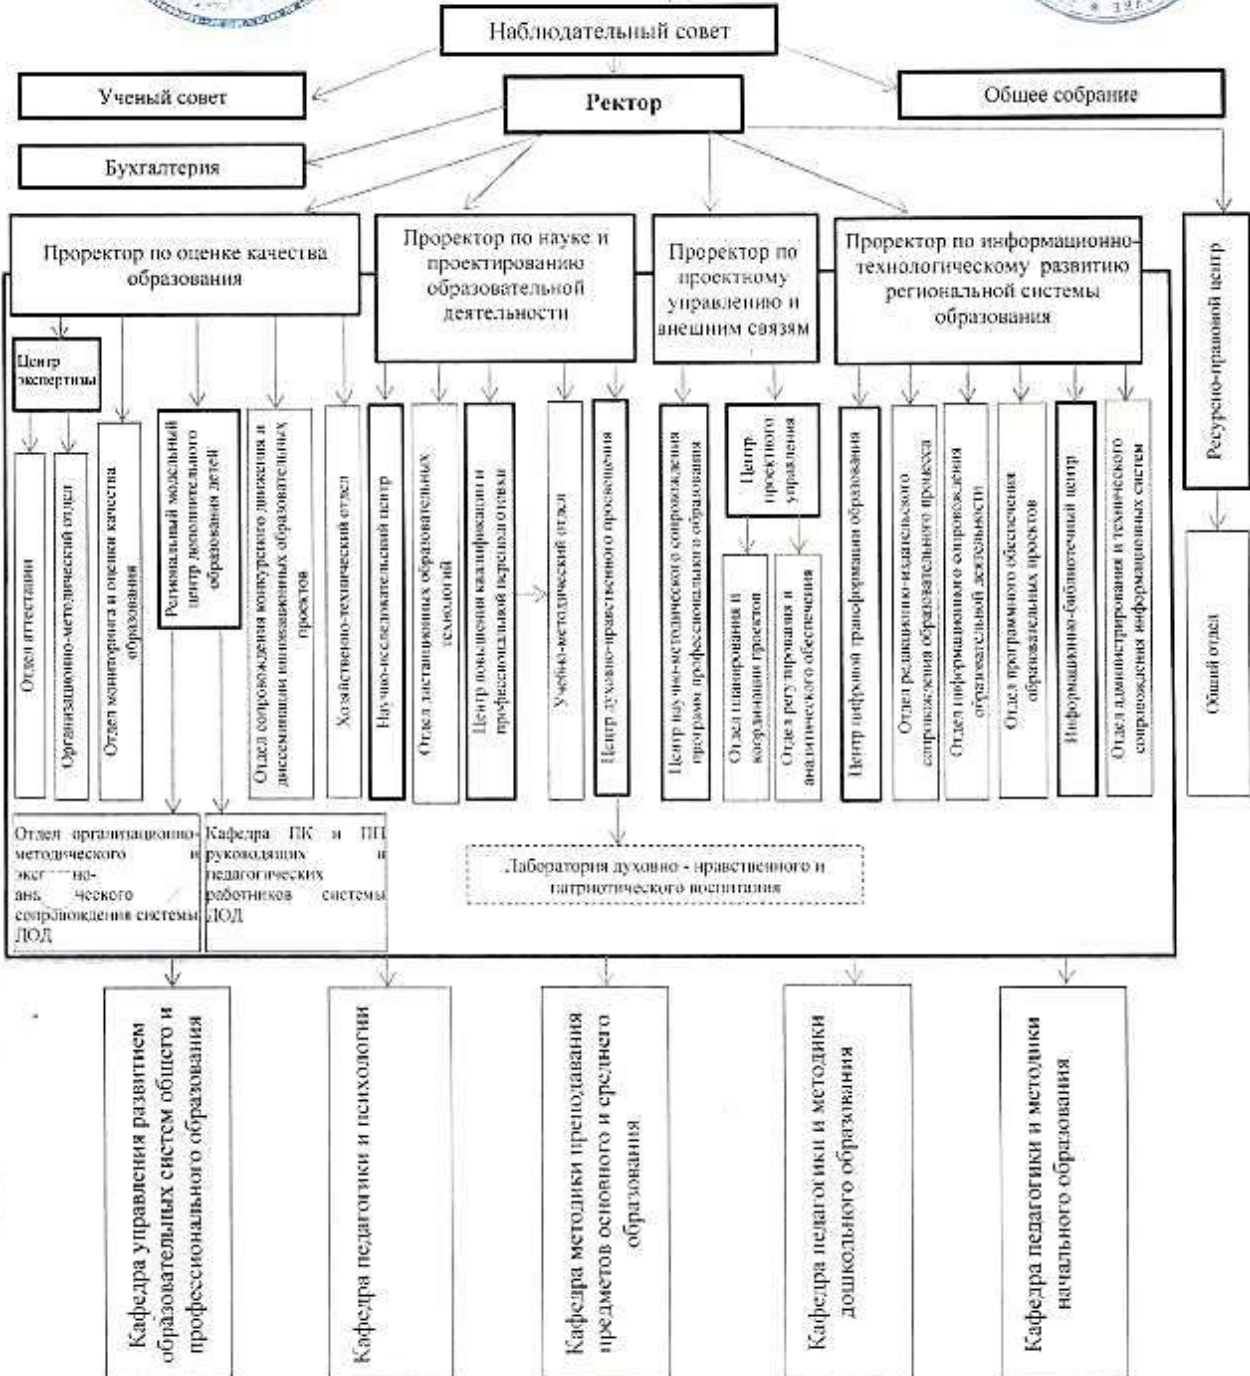 Наблюдательный совет
Ученый совет
Ректор
Общее собрание
Бухгалтерия
Проректор по оценке качества
образования
Проректор по науке и
проектированию
образовательной
деятельности
Проректор по
проектному
управлению и
внешним связям
Проректор по информационно-
технологическому развитию
региональной системы
образования
Ресурсно-правовой центр
Центр
экспертизы
Отдел аттестации
Организационно-методический отдел
Отдел мониторинга и оценки качества
образования
Региональный модельный
центр дополнительного
образования детей
Отдел сопровождения конкурсного движения и
диссеминации инновационных образовательных
проектов
Хозяйственно-технический отдел
Научно-исследовательский центр
Отдел дистанционных образовательных
технологий
Центр повышения квалификации и
профессиональной переподготовки
Учебно-методический отдел
Центр духовно-нравственного просвещения
Центр научно-методического сопровождения
программ профессионального образования
Центр
проектного
управления
Отдел планирования и
координации проектов
Отдел регулирования и
аналитического обеспечения
Центр цифровой трансформации образования
Отдел редакционно-издательского
сопровождения образовательного процесса
Отдел информационного сопровождения
образовательной деятельности
Отдел программного обеспечения
образовательных проектов
Информационно-библиотечный центр
Отдел администрирования и технического
сопровождения информационных систем
Общий отдел
Отдел организационно-
методического и
сопровождения системы
ДОД
Кафедра ПК и ПП
руководящих и
педагогических
работников системы
ДОД
Лаборатория духовно - нравственного и
патриотического воспитания
Кафедра управления развитием
образовательных систем общего и
профессионального образования
Кафедра педагогики и психологии
Кафедра методики преподавания
предметов основного и среднего
образования
Кафедра педагогики и методики
дошкольного образования
Кафедра педагогики и методики
начального образования